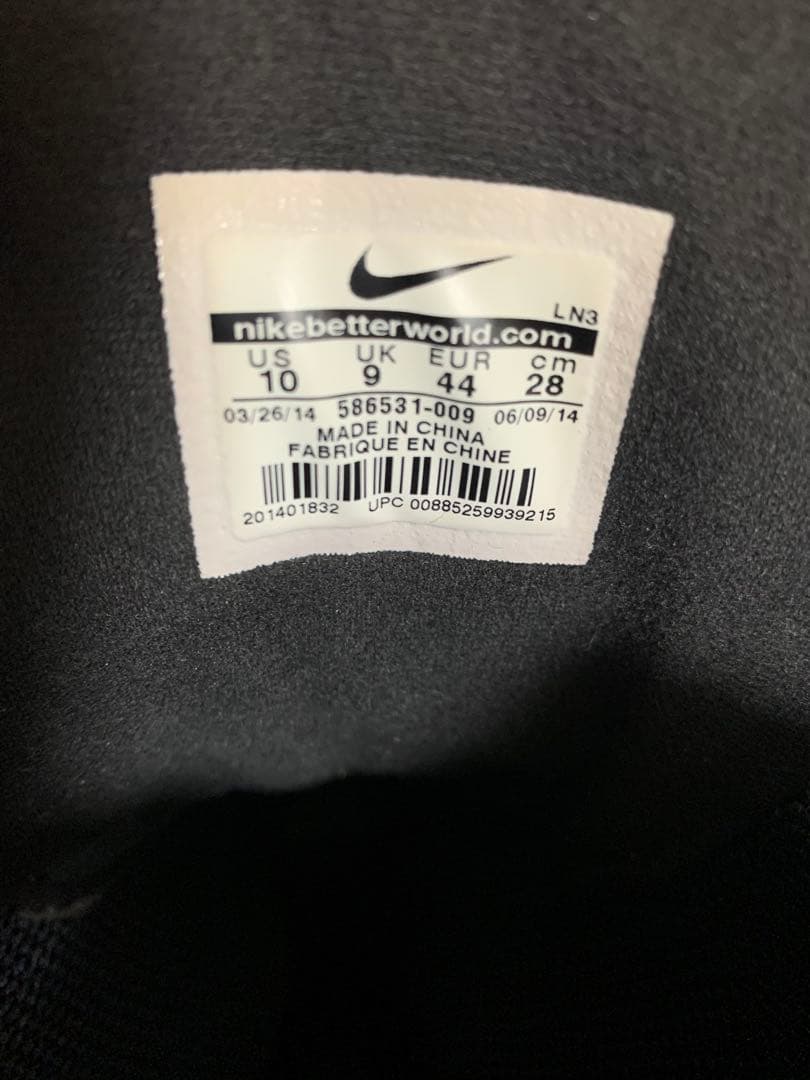 LN3
nikebetterworld.com
US UK EUR cm
10 9 44 28
03/26/14 586531-009 06/09/14
MADE IN CHINA
FABRIQUE EN CHINE
201401832 UPC 00885259939215